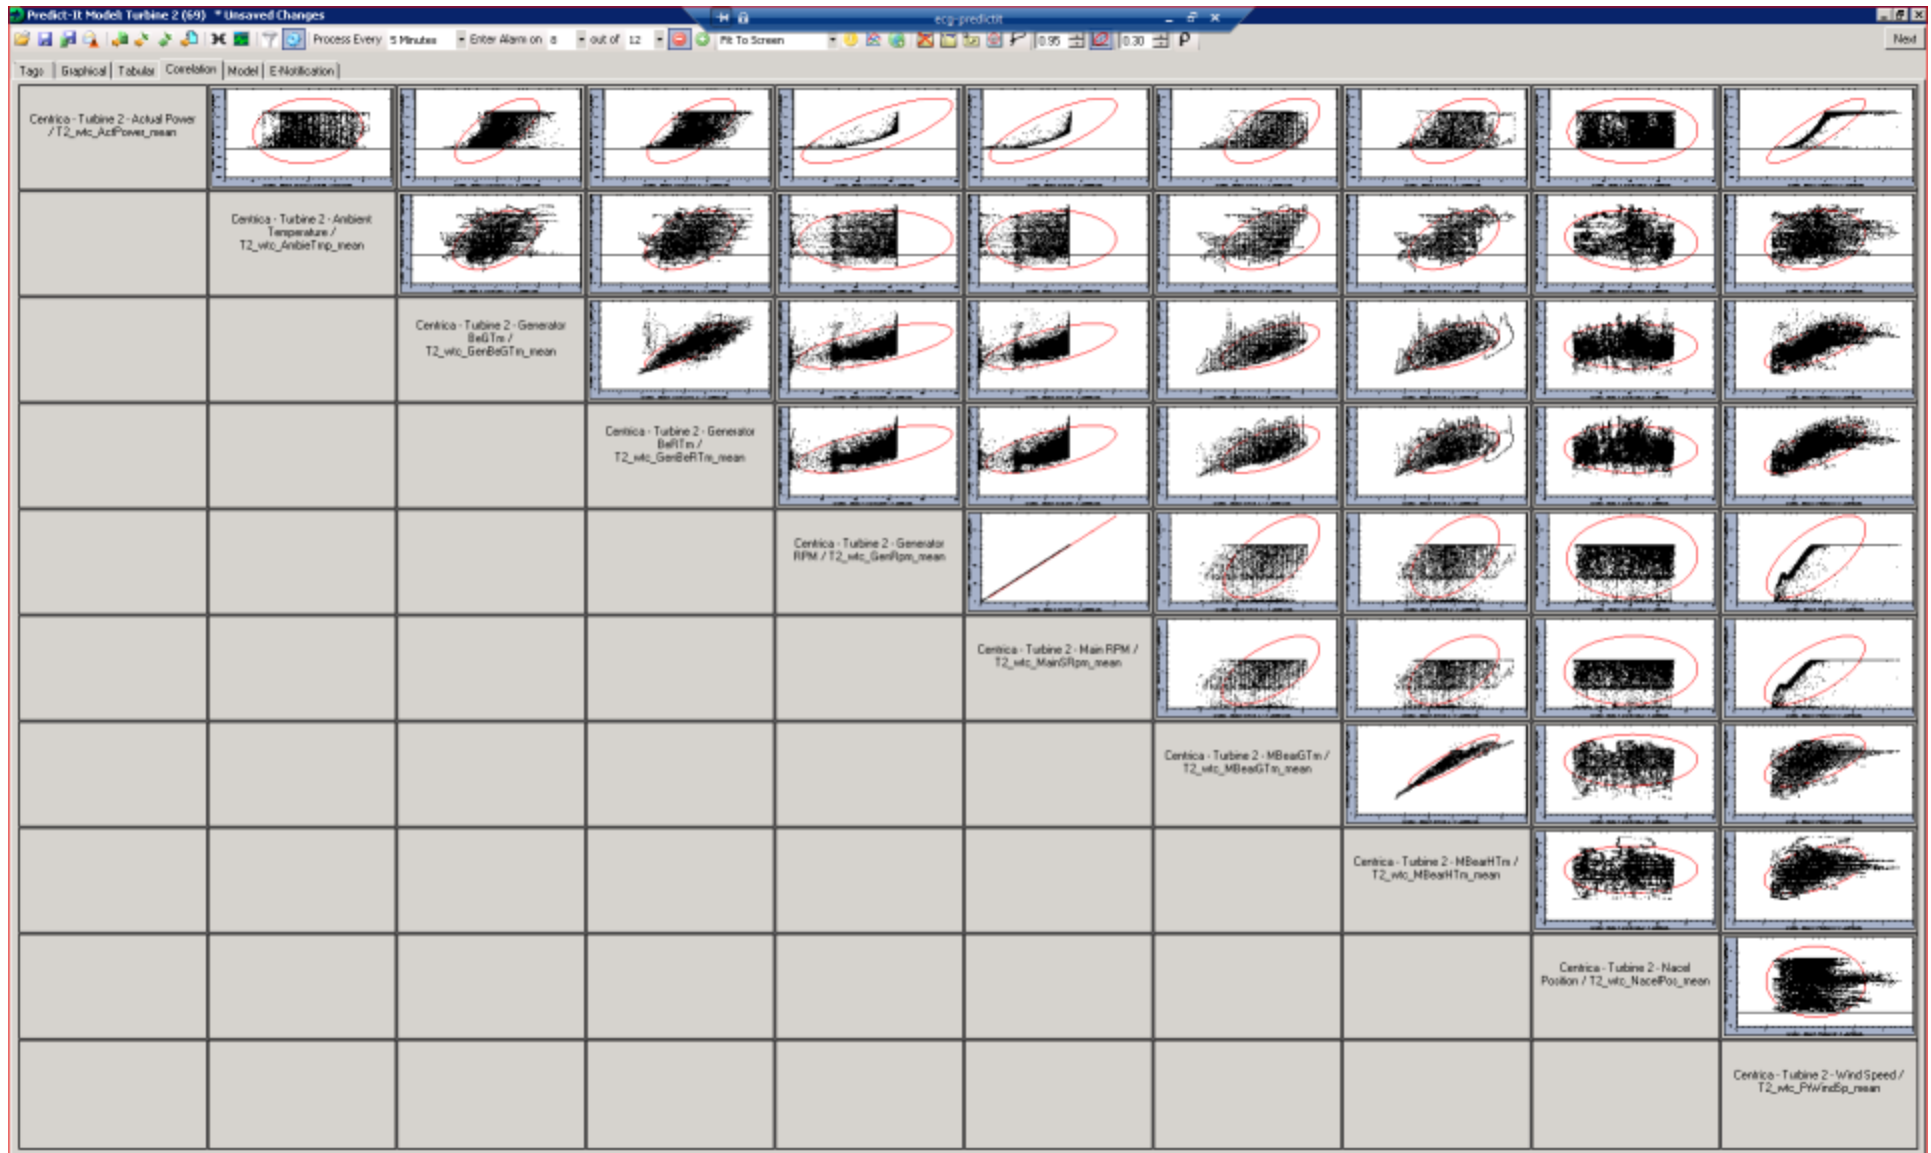 Predict-It Model: Turbine 2 (69) * Unsaved Changes
ecg-predictit
Process Every 5 Minutes Enter Alarm on 8 out of 12 Fit To Screen 0.95 0.30 ρ Next
Tags Graphical Tabular Correlation Model E-Notification
Centrica - Turbine 2 - Actual Power
/ T2_wtc_ActPower_mean
Centrica - Turbine 2 - Ambient
Temperature /
T2_wtc_AmbieTmp_mean
Centrica - Turbine 2 - Generator
BeGTm /
T2_wtc_GenBeGTm_mean
Centrica - Turbine 2 - Generator
BeRTm /
T2_wtc_GenBeRTm_mean
Centrica - Turbine 2 - Generator
RPM / T2_wtc_GenRpm_mean
Centrica - Turbine 2 - Main RPM /
T2_wtc_MainSRpm_mean
Centrica - Turbine 2 - MBearGTm /
T2_wtc_MBearGTm_mean
Centrica - Turbine 2 - MBearHTm /
T2_wtc_MBearHTm_mean
Centrica - Turbine 2 - Nacel
Position / T2_wtc_NacelPos_mean
Centrica - Turbine 2 - Wind Speed /
T2_wtc_PrWindSp_mean